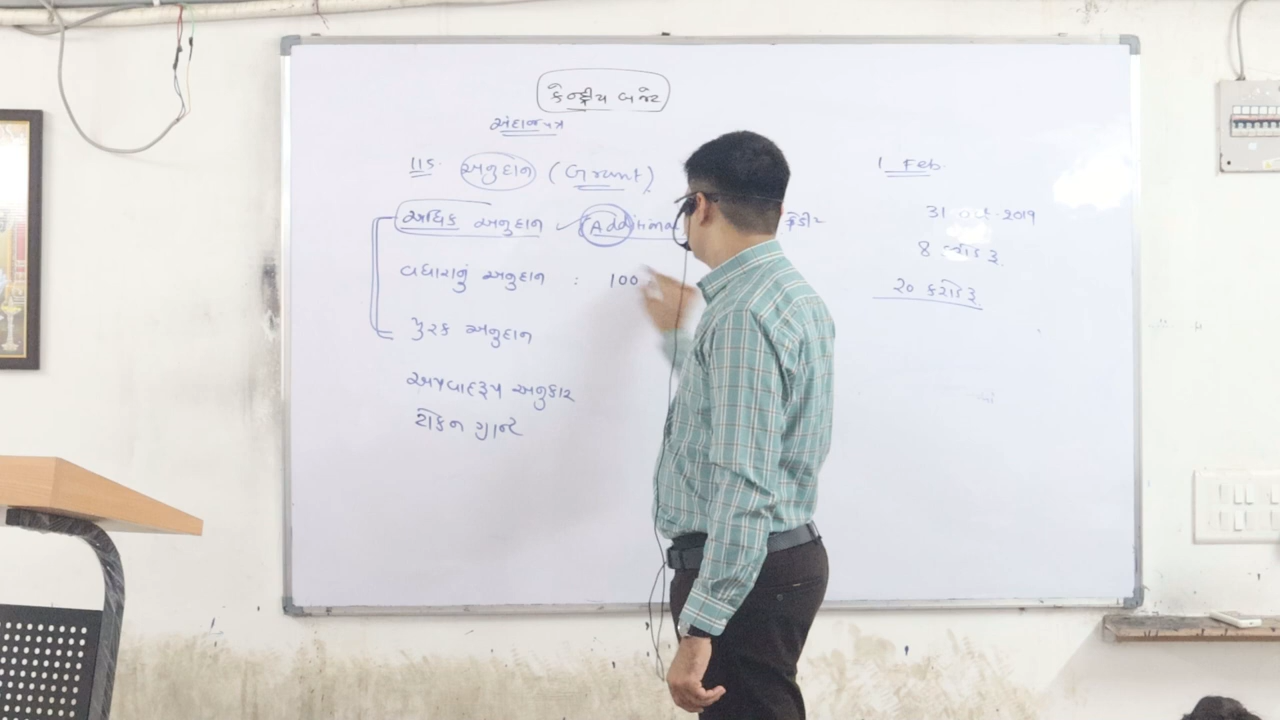 કેન્દ્રીય બજેટ
અંદાજપત્ર
115. અનુદાન (Grant)
1 Feb.
અધિક અનુદાન ✓ Additional
31 Oct - 2019
વધારાનું અનુદાન : 100
8 કરોડ રૂ.
20 કરોડ રૂ
પુરક અનુદાન
અપવાદરૂપ અનુદાન
ટોકન ગ્રાન્ટ